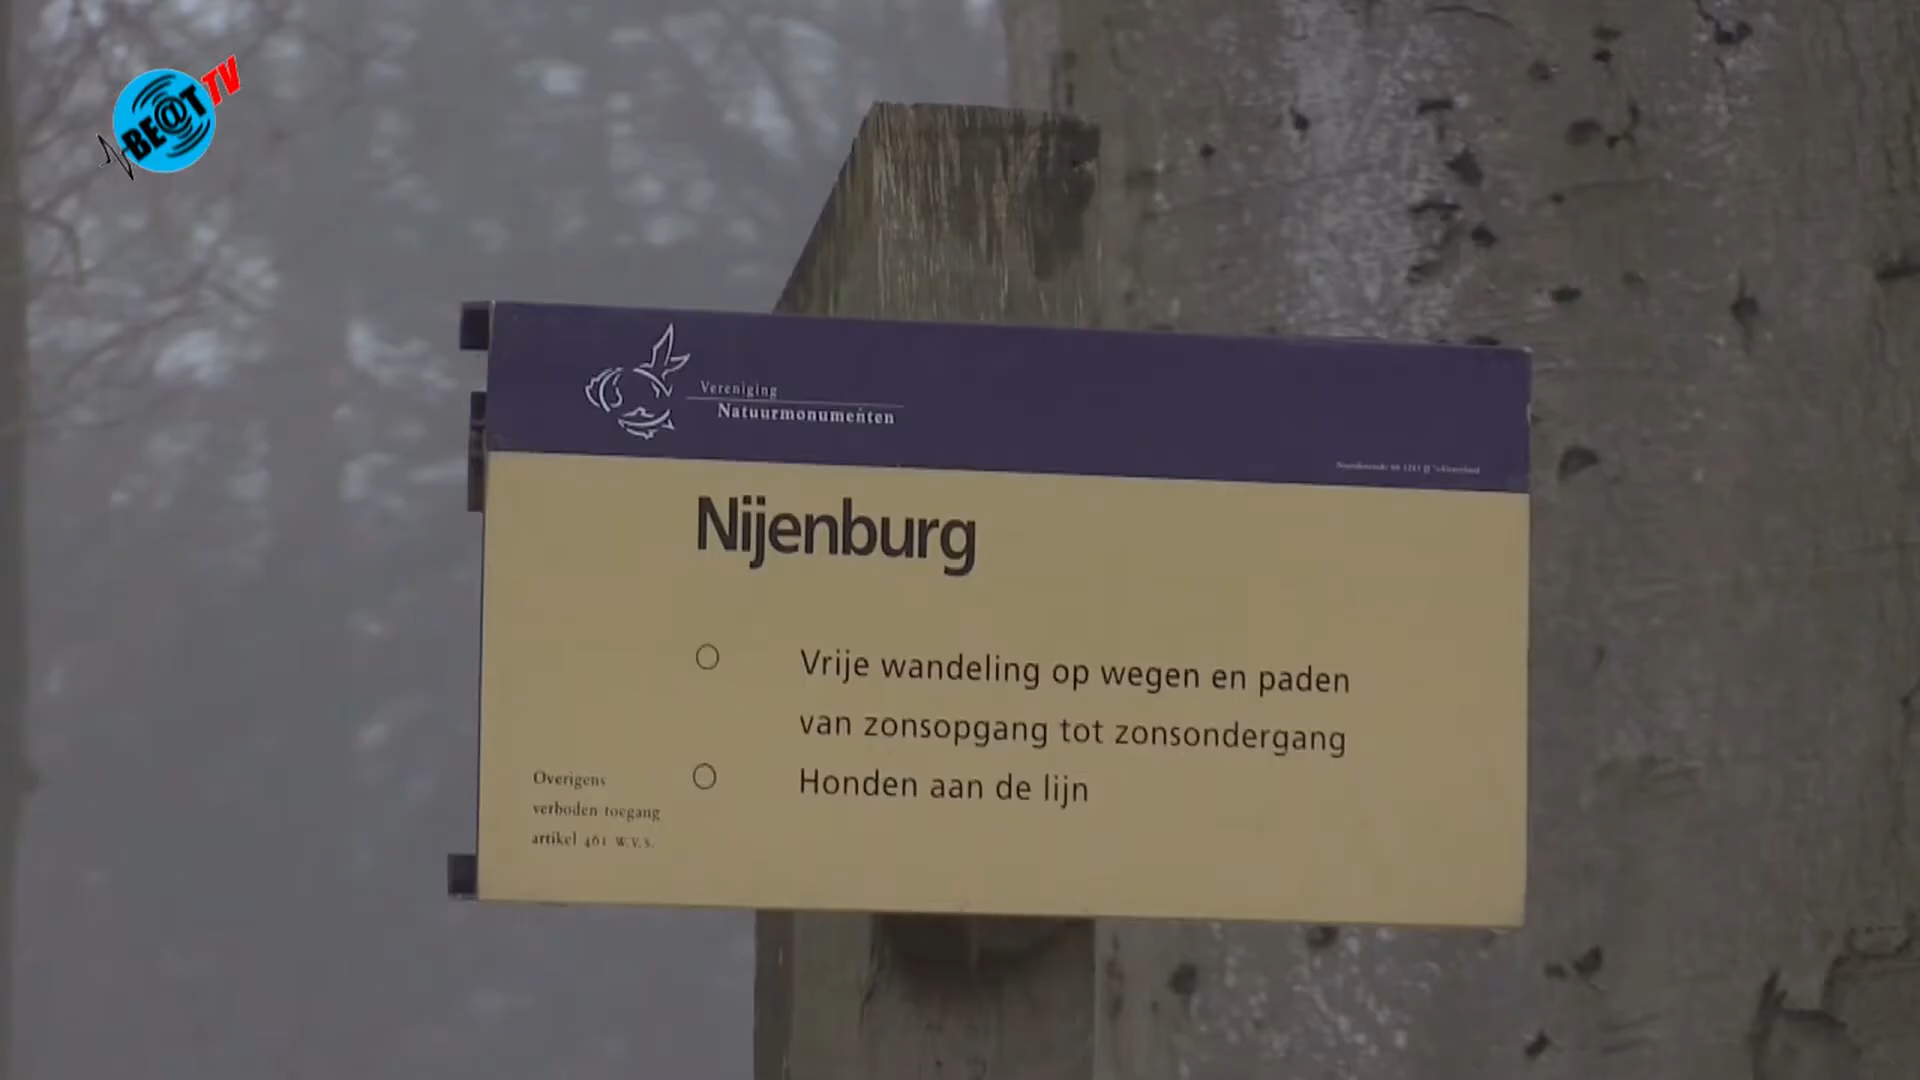 BE@T TV
Vereniging
Natuurmonumenten
Nijenburg
Vrije wandeling op wegen en paden
van zonsopgang tot zonsondergang
Honden aan de lijn
Overigens
verboden toegang
artikel 461 W.V.S.